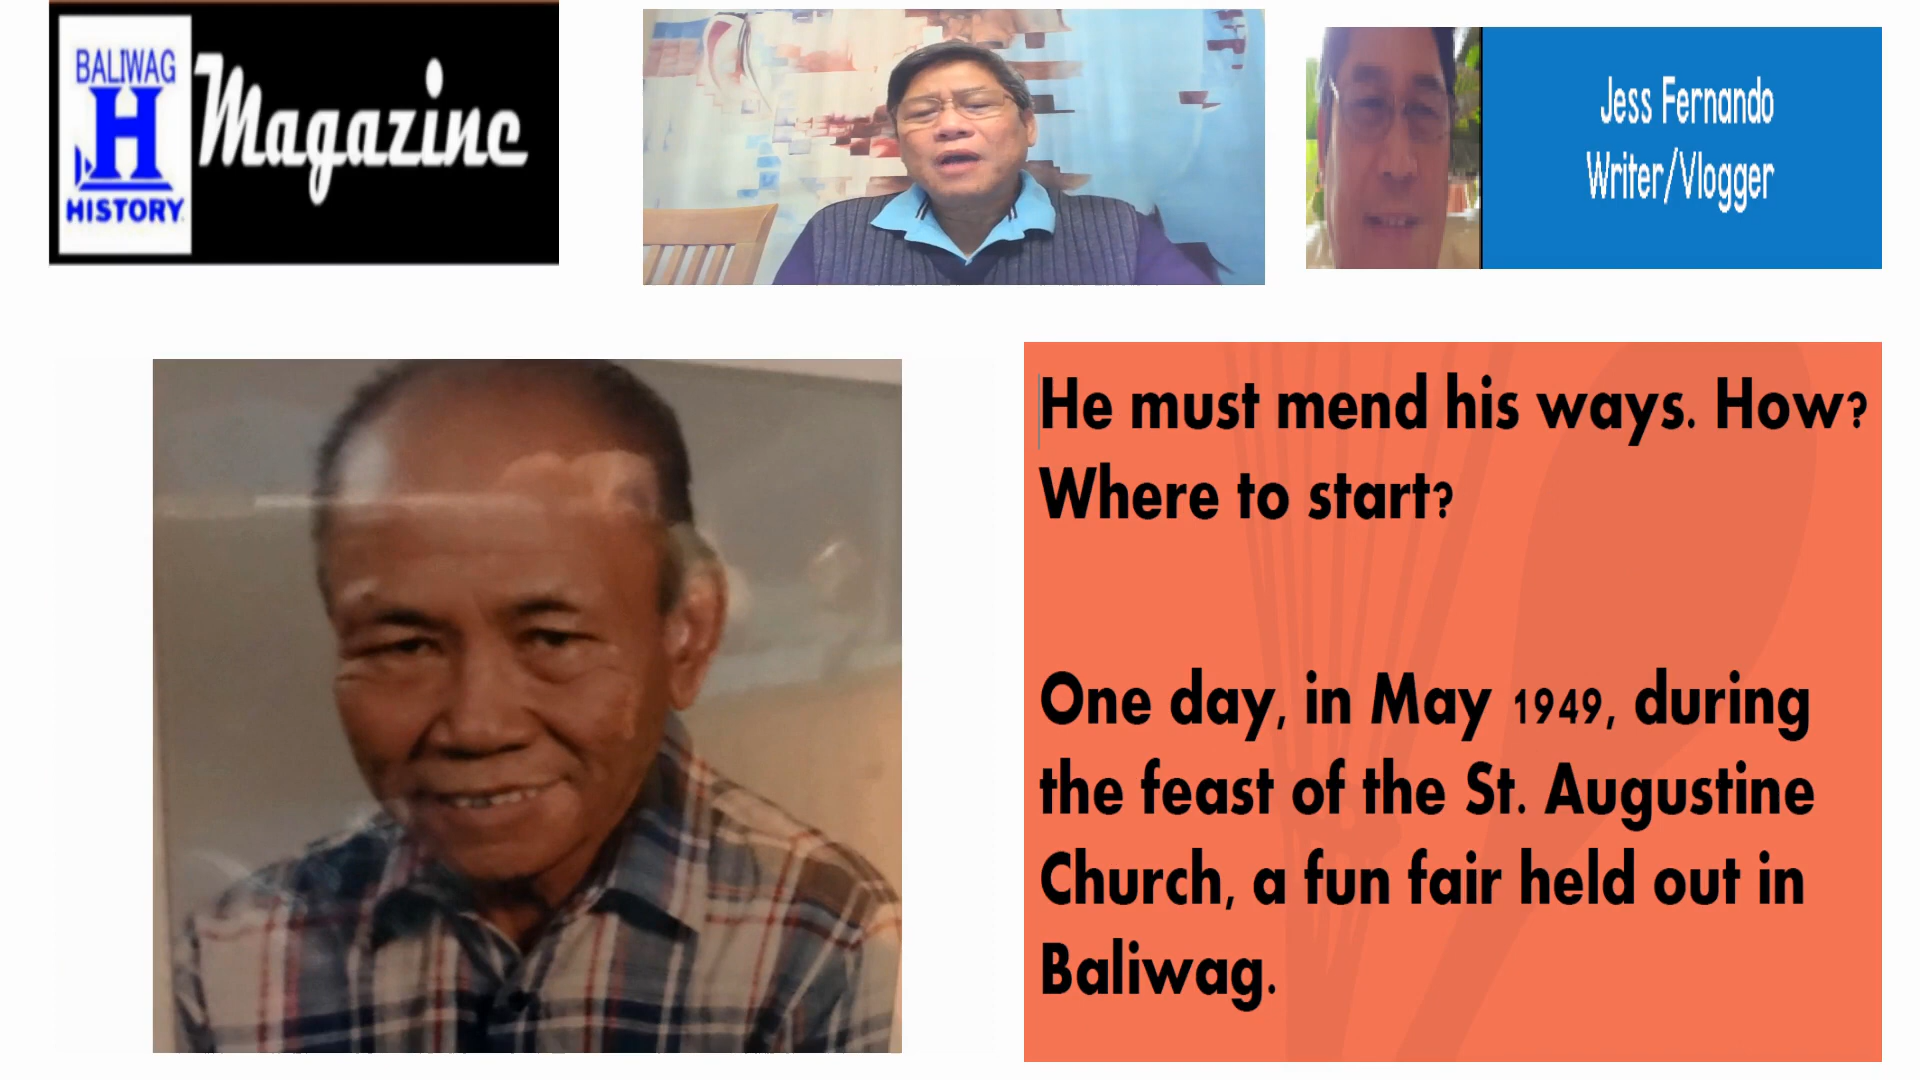 BALIWAG
H
HISTORY
Magazine
Jess Fernando
Writer/Vlogger
He must mend his ways. How?
Where to start?
One day, in May 1949, during
the feast of the St. Augustine
Church, a fun fair held out in
Baliwag.